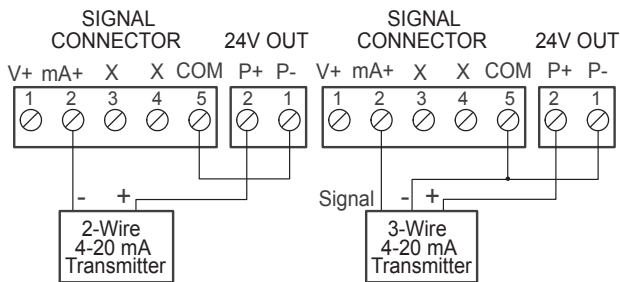 SIGNAL
CONNECTOR 24V OUT
V+ mA+ X X COM P+ P-
1 2 3 4 5 2 1
- +
2-Wire
4-20 mA
Transmitter
SIGNAL
CONNECTOR 24V OUT
V+ mA+ X X COM P+ P-
1 2 3 4 5 2 1
Signal - +
3-Wire
4-20 mA
Transmitter